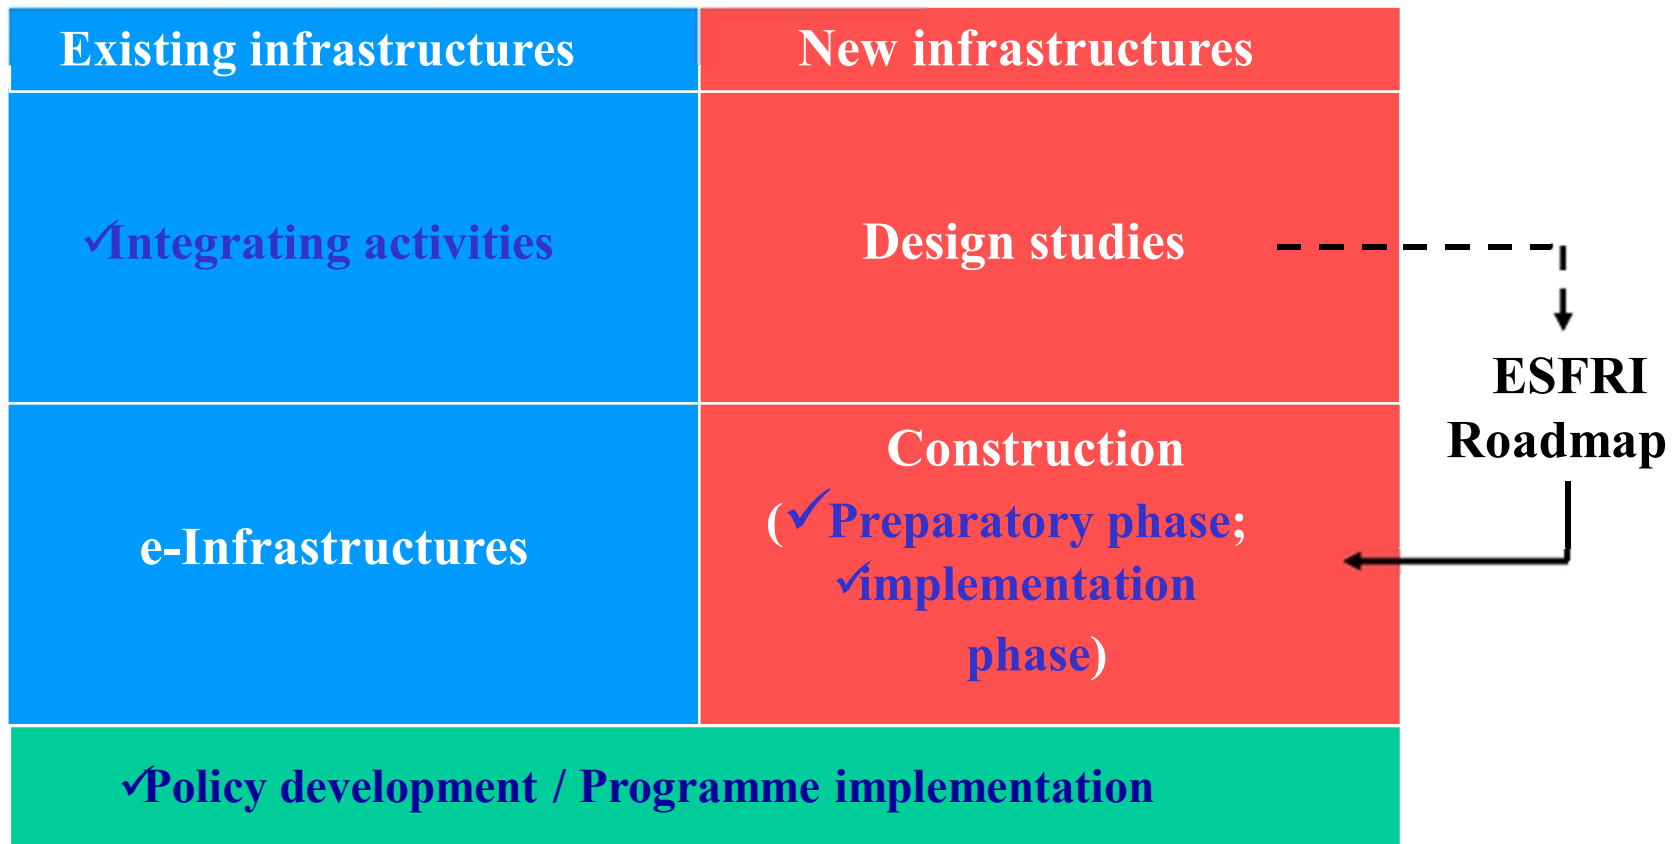 Existing infrastructures
New infrastructures
✓Integrating activities
Design studies
ESFRI
Roadmap
e-Infrastructures
Construction
(✓Preparatory phase;
✓implementation
phase)
✓Policy development / Programme implementation